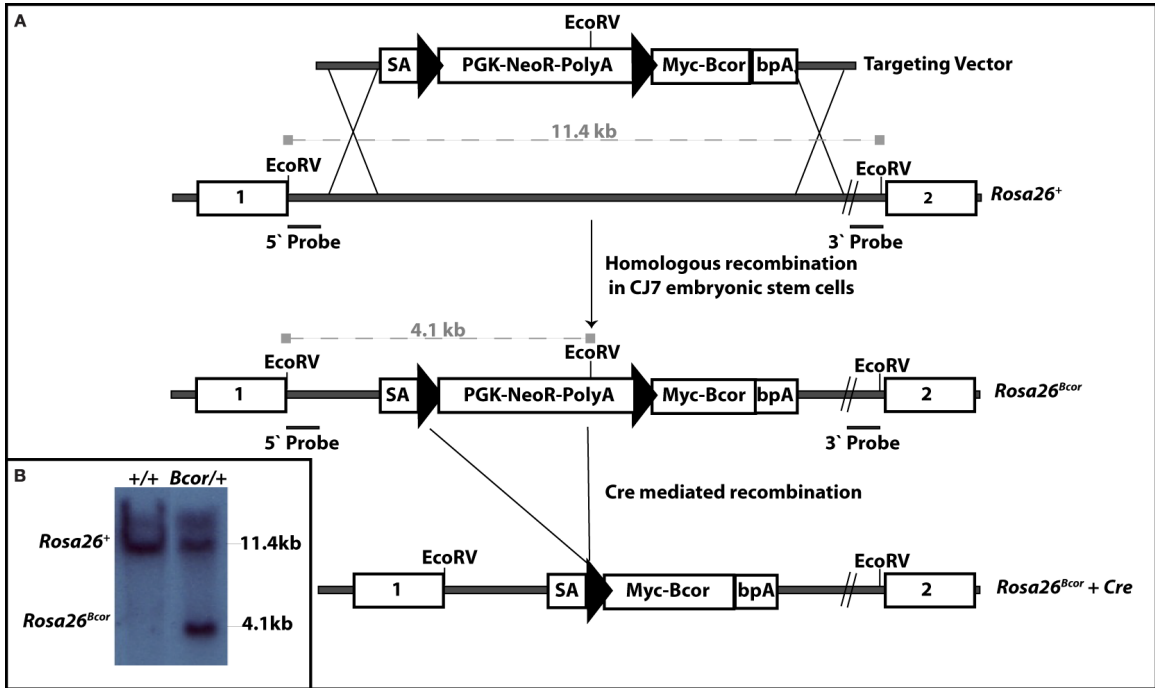 A
EcoRV
SA PGK-NeoR-PolyA Myc-Bcor bpA Targeting Vector
11.4 kb
EcoRV EcoRV
1 2 Rosa26+
5` Probe 3` Probe
Homologous recombination
in CJ7 embryonic stem cells
4.1 kb
EcoRV EcoRV EcoRV
1 SA PGK-NeoR-PolyA Myc-Bcor bpA 2 Rosa26Bcor
5` Probe 3` Probe
Cre mediated recombination
EcoRV EcoRV
1 SA Myc-Bcor bpA 2 Rosa26Bcor + Cre
B
+/+ Bcor/+
Rosa26+ 11.4kb
Rosa26Bcor 4.1kb